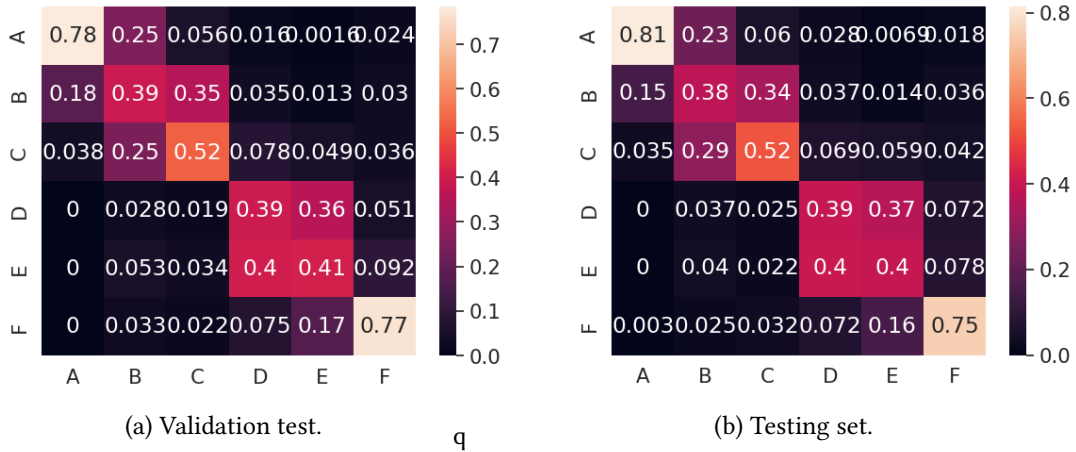 A 0.78 0.25 0.056 0.016 0.0016 0.024
B 0.18 0.39 0.35 0.035 0.013 0.03
C 0.038 0.25 0.52 0.078 0.049 0.036
D 0 0.028 0.019 0.39 0.36 0.051
E 0 0.053 0.034 0.4 0.41 0.092
F 0 0.033 0.022 0.075 0.17 0.77
A B C D E F
0.7
0.6
0.5
0.4
0.3
0.2
0.1
0.0
(a) Validation test.
q
A 0.81 0.23 0.06 0.028 0.0069 0.018
B 0.15 0.38 0.34 0.037 0.014 0.036
C 0.035 0.29 0.52 0.069 0.059 0.042
D 0 0.037 0.025 0.39 0.37 0.072
E 0 0.04 0.022 0.4 0.4 0.078
F 0.003 0.025 0.032 0.072 0.16 0.75
A B C D E F
0.8
0.6
0.4
0.2
0.0
(b) Testing set.